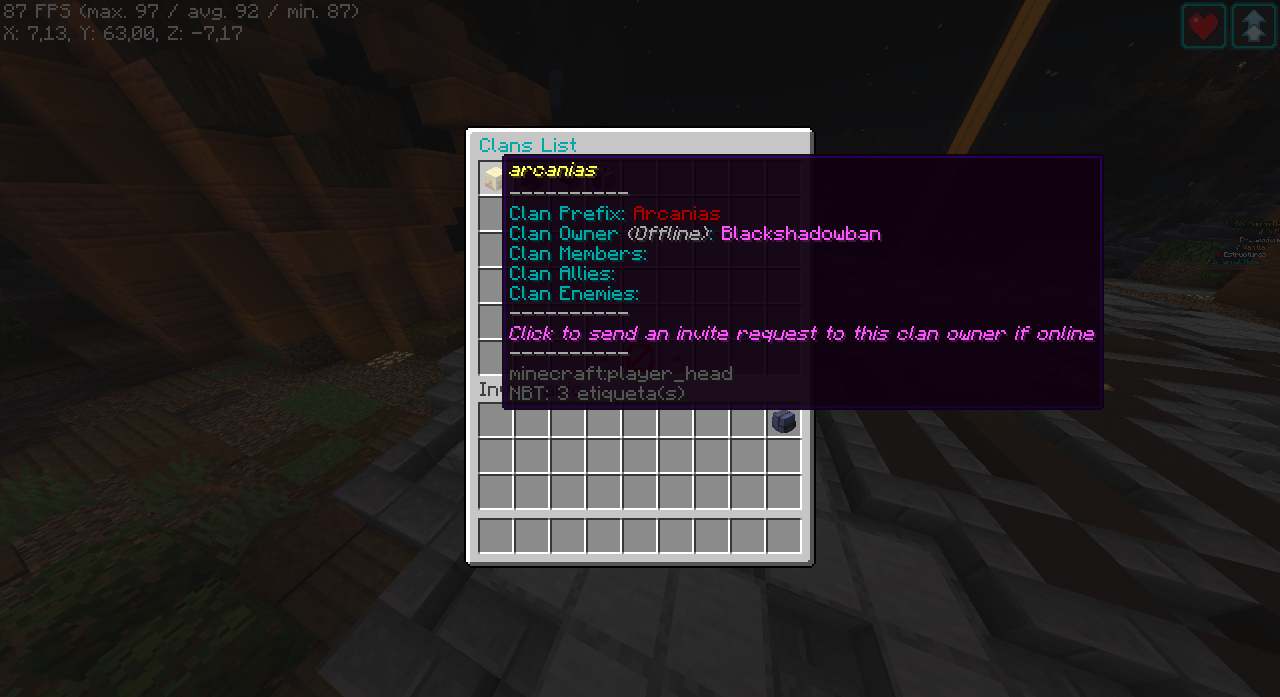 87 FPS (max. 97 / avg. 92 / min. 87)
X: 7,13, Y: 63,00, Z: -7,17
Clans List
arcanias
----------
Clan Prefix: Arcanias
Clan Owner (Offline): Blackshadowban
Clan Members:
Clan Allies:
Clan Enemies:
----------
Click to send an invite request to this clan owner if online
----------
minecraft:player_head
NBT: 3 etiqueta(s)
Vanilla
Estructuras